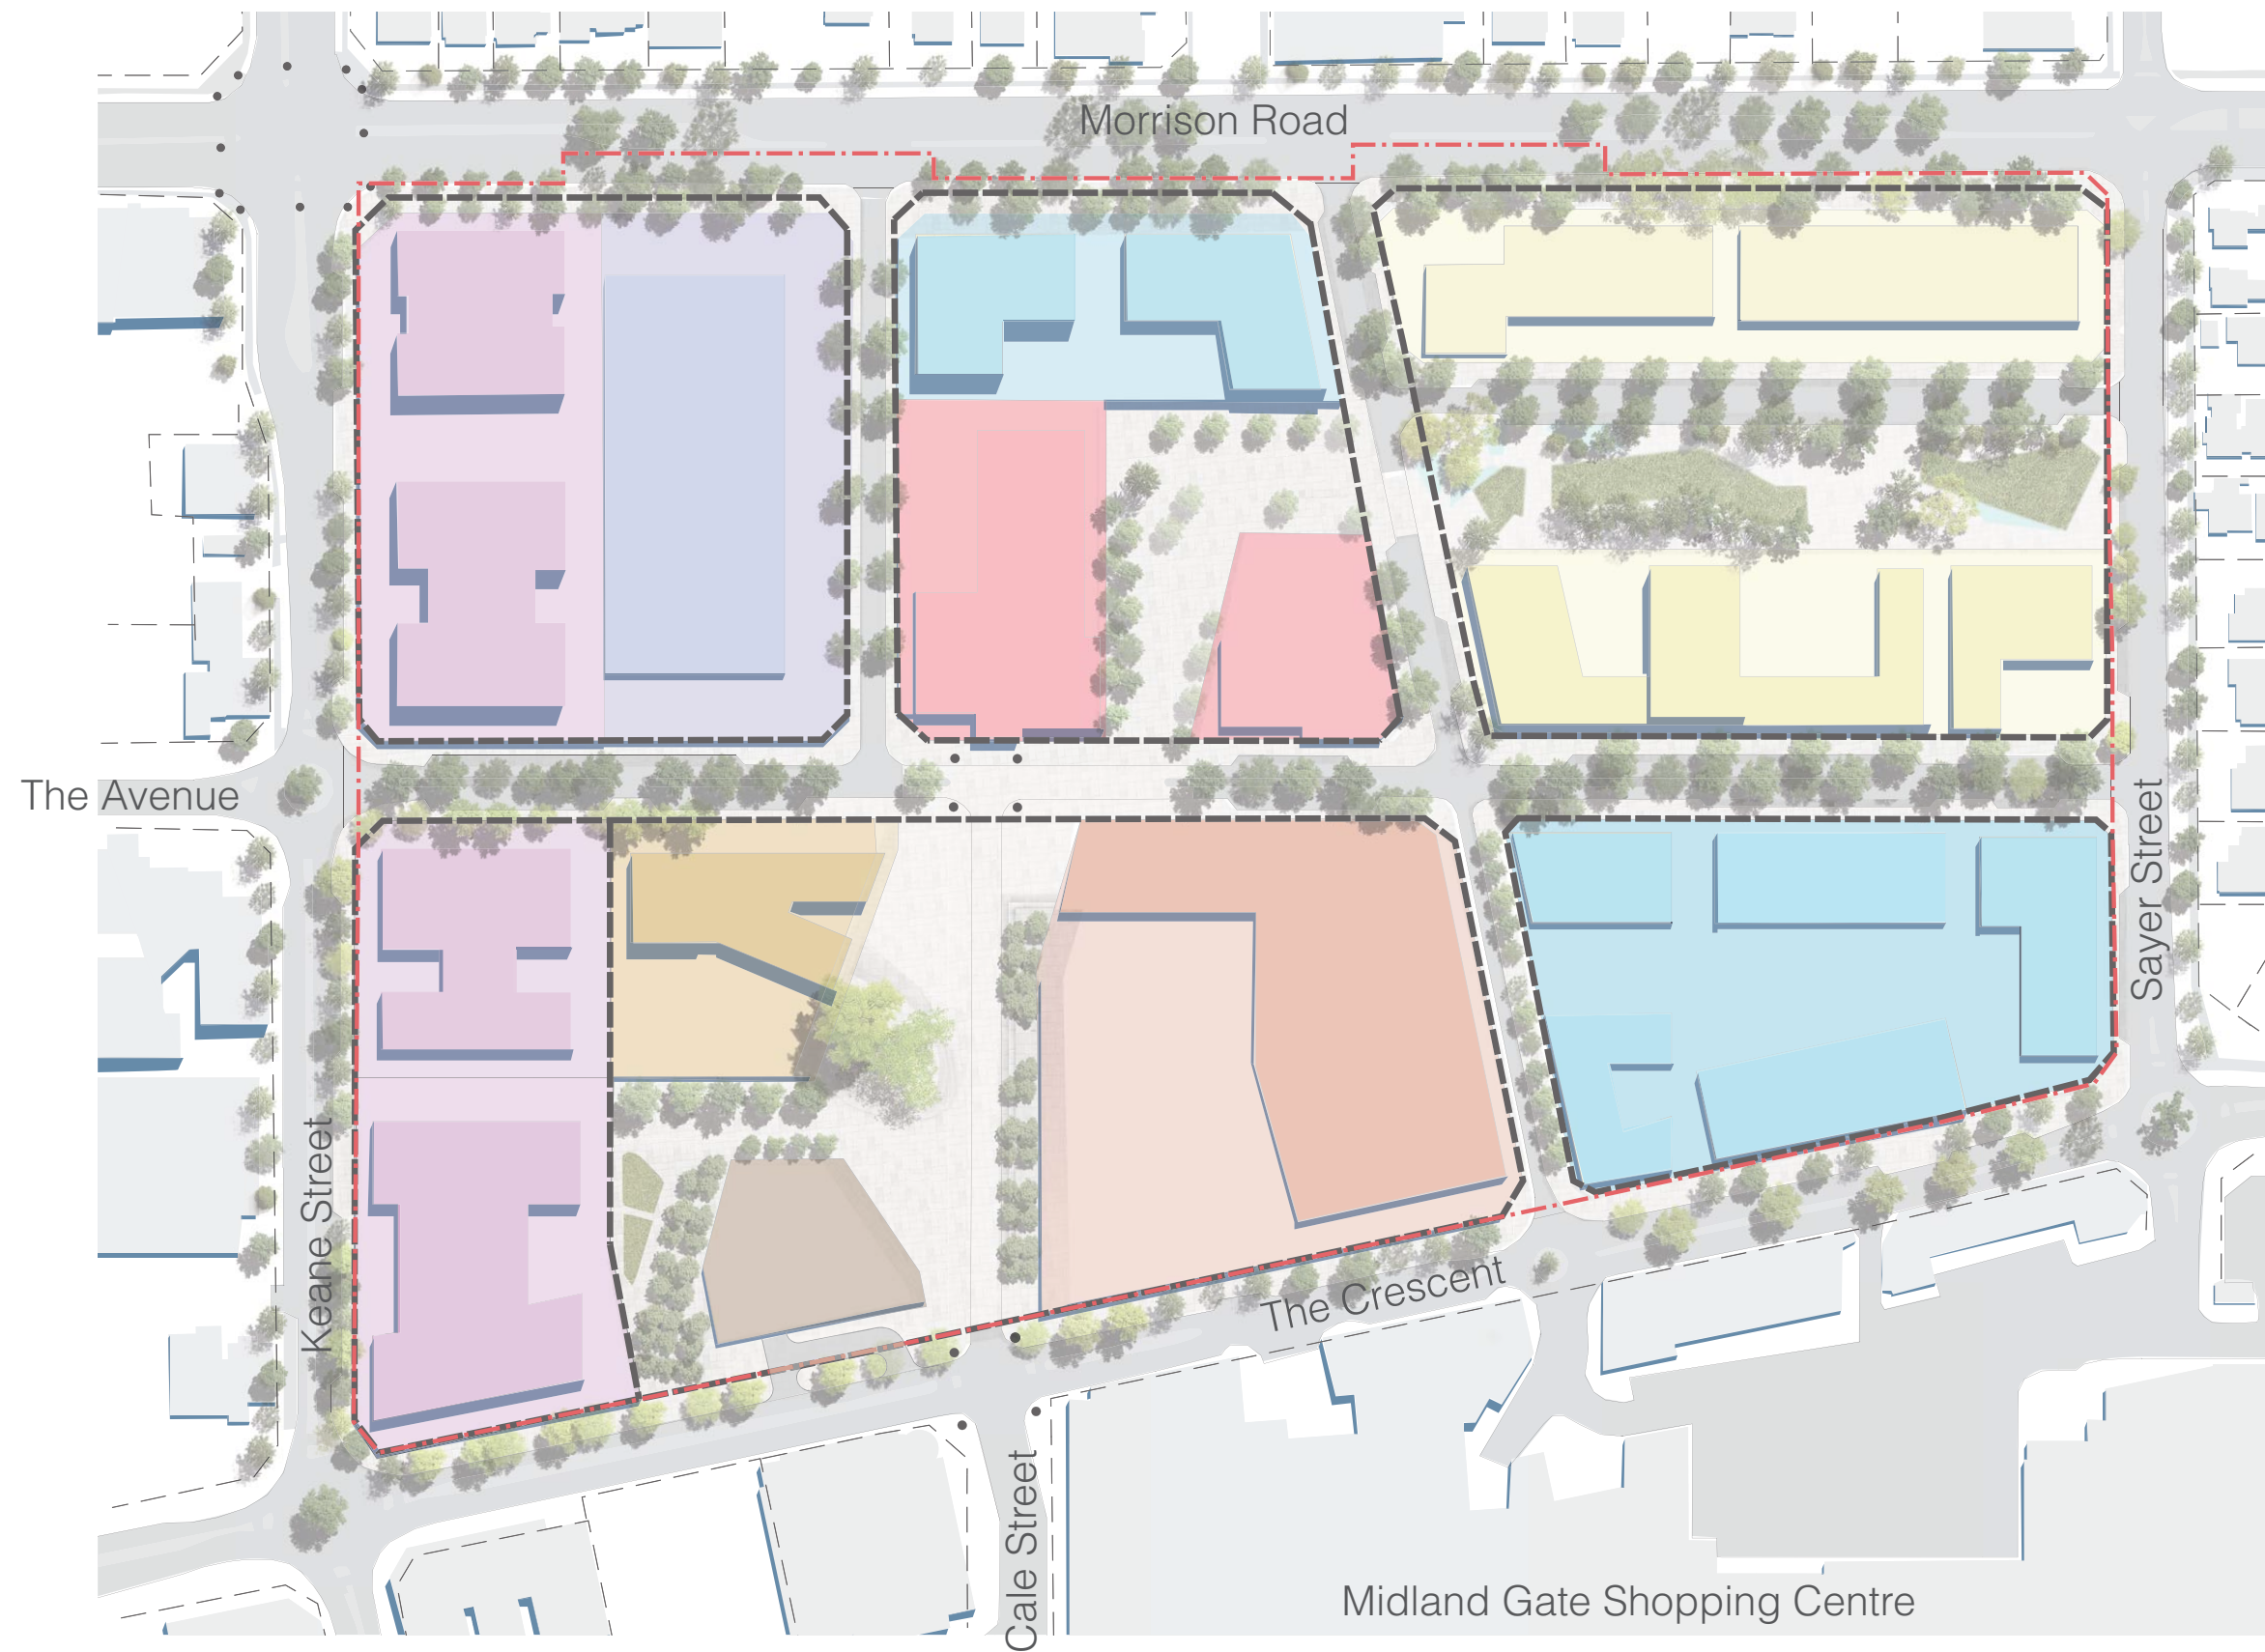 Morrison Road
The Avenue
Sayer Street
Keane Street
The Crescent
Cale Street
Midland Gate Shopping Centre